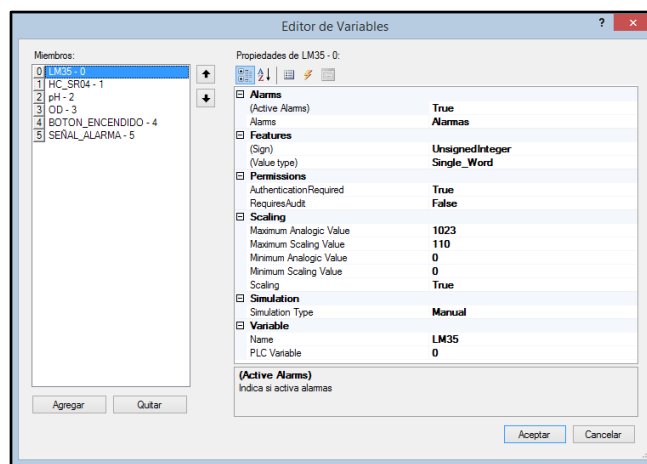 Editor de Variables
? ×
Miembros:
0 LM35 - 0
1 HC_SR04 - 1
2 pH - 2
3 OD - 3
4 BOTON_ENCENDIDO - 4
5 SEÑAL_ALARMA - 5
Agregar Quitar
Propiedades de LM35 - 0:
Alarms
(Active Alarms) True
Alarms Alarmas
Features
(Sign) UnsignedInteger
(Value type) Single_Word
Permissions
AuthenticationRequired True
RequiresAudit False
Scaling
Maximum Analogic Value 1023
Maximum Scaling Value 110
Minimum Analogic Value 0
Minimum Scaling Value 0
Scaling True
Simulation
Simulation Type Manual
Variable
Name LM35
PLC Variable 0
(Active Alarms)
Indica si activa alarmas
Aceptar Cancelar